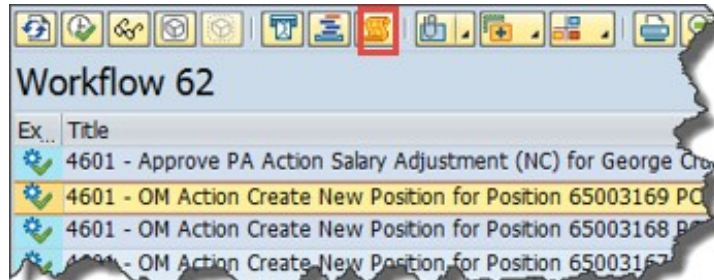 Workflow 62
Ex... Title
4601 - Approve PA Action Salary Adjustment (NC) for George
4601 - OM Action Create New Position for Position 65003169
4601 - OM Action Create New Position for Position 65003168
4601 - OM Action Create New Position for Position 65003167